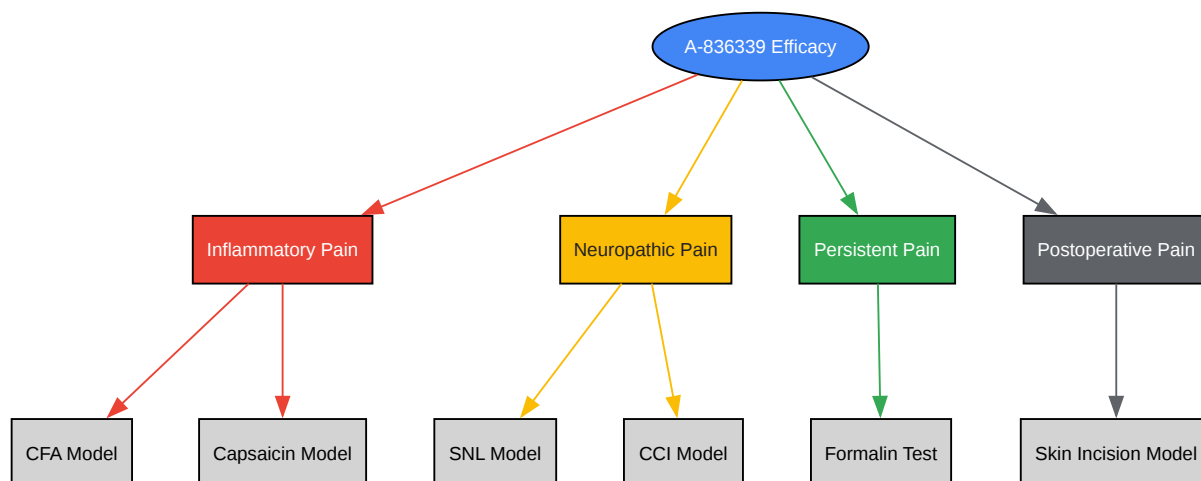 A-836339 Efficacy
Inflammatory Pain
Neuropathic Pain
Persistent Pain
Postoperative Pain
CFA Model
Capsaicin Model
SNL Model
CCI Model
Formalin Test
Skin Incision Model